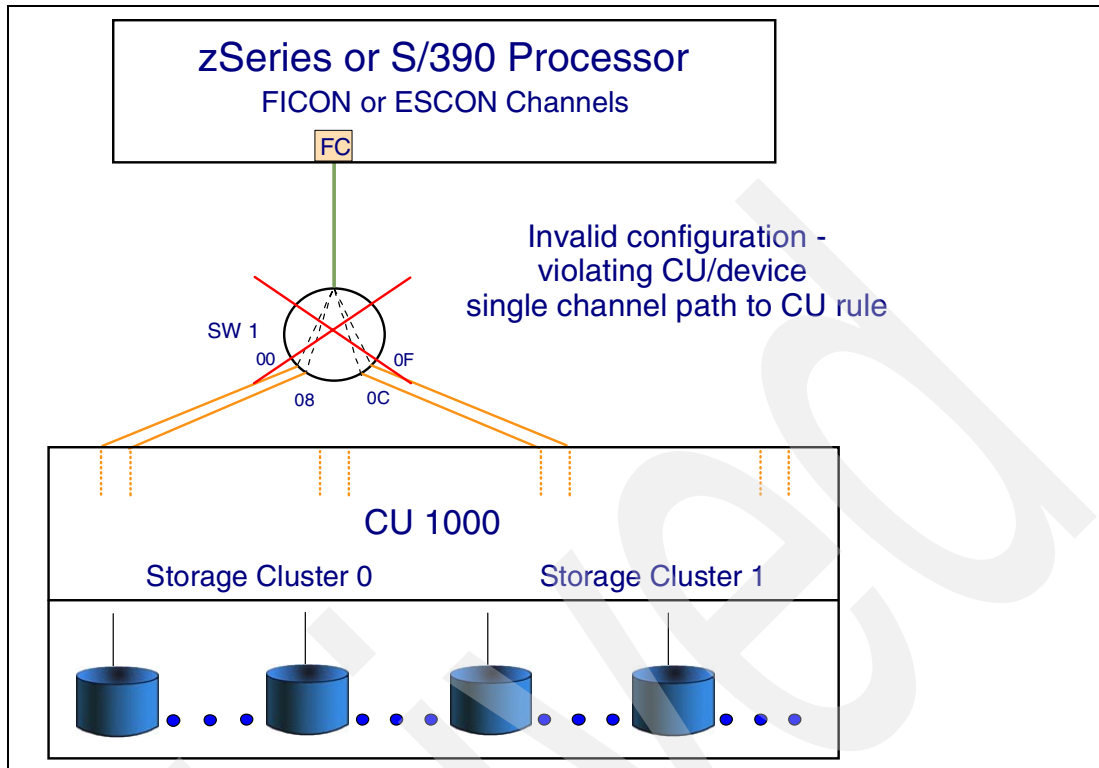 zSeries or S/390 Processor
FICON or ESCON Channels
FC
Invalid configuration -
violating CU/device
single channel path to CU rule
SW 1
00
0F
08
0C
CU 1000
Storage Cluster 0
Storage Cluster 1